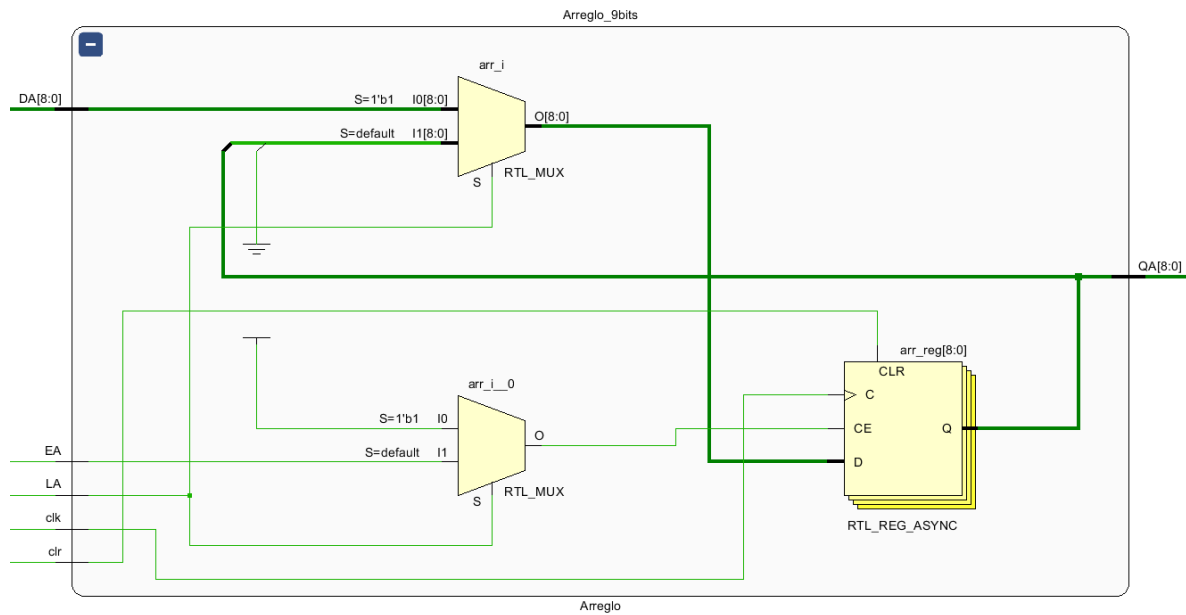 Arreglo_9bits
arr_i
DA[8:0]
S=1'b1 I0[8:0]
O[8:0]
S=default I1[8:0]
S RTL_MUX
QA[8:0]
arr_reg[8:0]
CLR
arr_i__0
C
S=1'b1 I0
CE Q
O
EA
S=default I1
D
LA
S RTL_MUX
clk
RTL_REG_ASYNC
clr
Arreglo